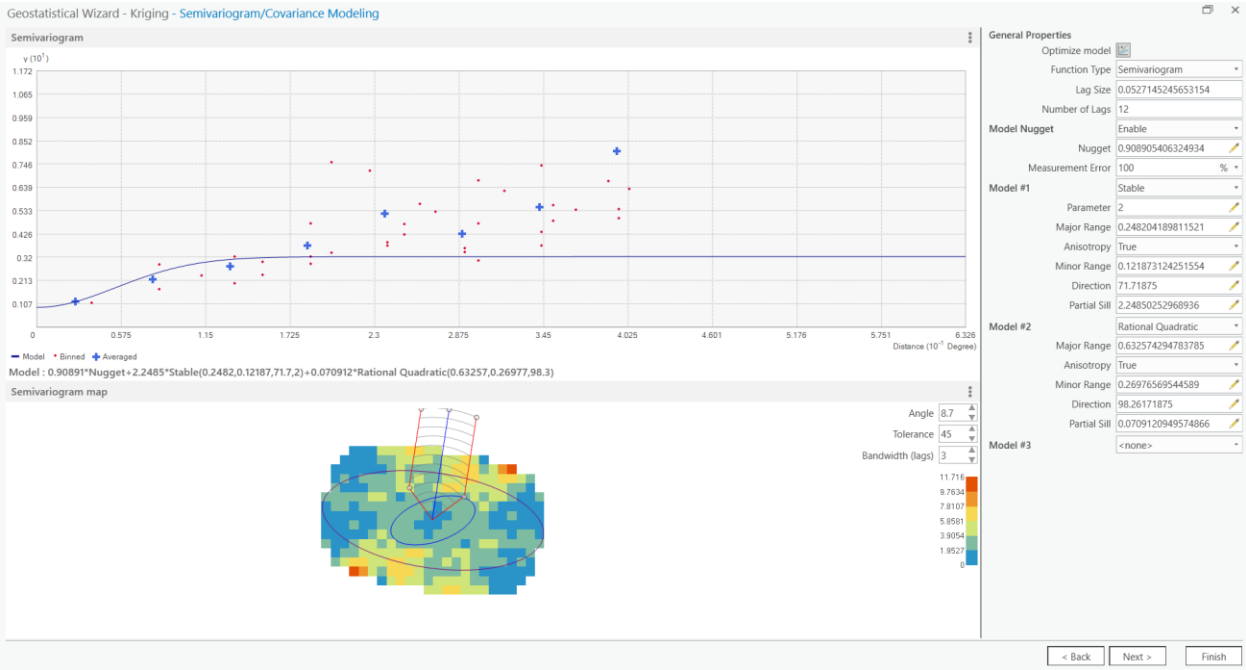 Geostatistical Wizard - Kriging - Semivariogram/Covariance Modeling
Semivariogram
γ (10¹)
1.172
1.065
0.959
0.852
0.746
0.639
0.533
0.426
0.32
0.213
0.107
0 0.575 1.15 1.725 2.3 2.875 3.45 4.025 4.601 5.176 5.751 6.326
Distance (10⁻¹ Degree)
Model Binned Averaged
Model : 0.90891*Nugget+2.2485*Stable(0.2482,0.12187,71.7,2)+0.070912*Rational Quadratic(0.63257,0.26977,98.3)
Semivariogram map
Angle 8.7
Tolerance 45
Bandwidth (lags) 3
11.716
9.7634
7.8107
5.8581
3.9054
1.9527
0
General Properties
Optimize model
Function Type Semivariogram
Lag Size 0.0527145245653154
Number of Lags 12
Model Nugget Enable
Nugget 0.908905406324934
Measurement Error 100 %
Model #1 Stable
Parameter 2
Major Range 0.248204189811521
Anisotropy True
Minor Range 0.121873124251554
Direction 71.71875
Partial Sill 2.24850252968936
Model #2 Rational Quadratic
Major Range 0.632574294783785
Anisotropy True
Minor Range 0.26976569544589
Direction 98.26171875
Partial Sill 0.0709120949574866
Model #3 <none>
< Back Next > Finish